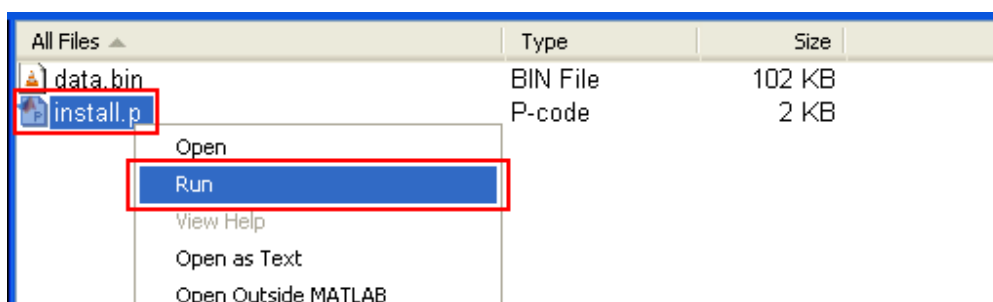 All Files Type Size
data.bin BIN File 102 KB
install.p P-code 2 KB
Open
Run
View Help
Open as Text
Open Outside MATLAB